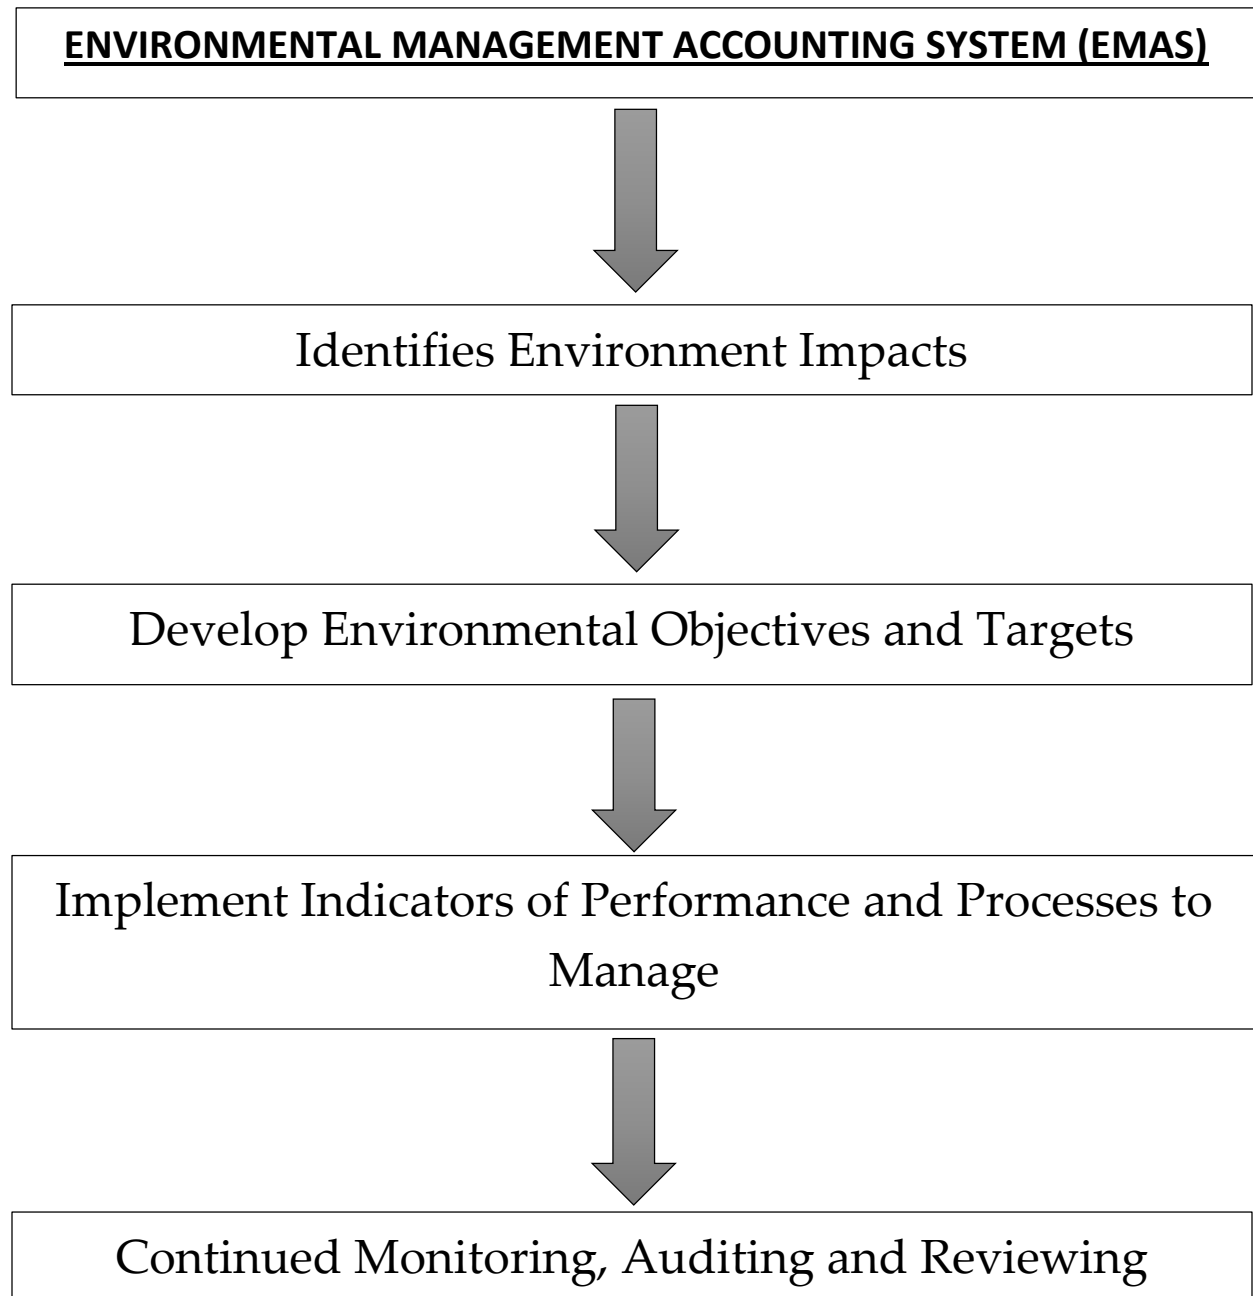 ENVIRONMENTAL MANAGEMENT ACCOUNTING SYSTEM (EMAS)
Identifies Environment Impacts
Develop Environmental Objectives and Targets
Implement Indicators of Performance and Processes to
Manage
Continued Monitoring, Auditing and Reviewing